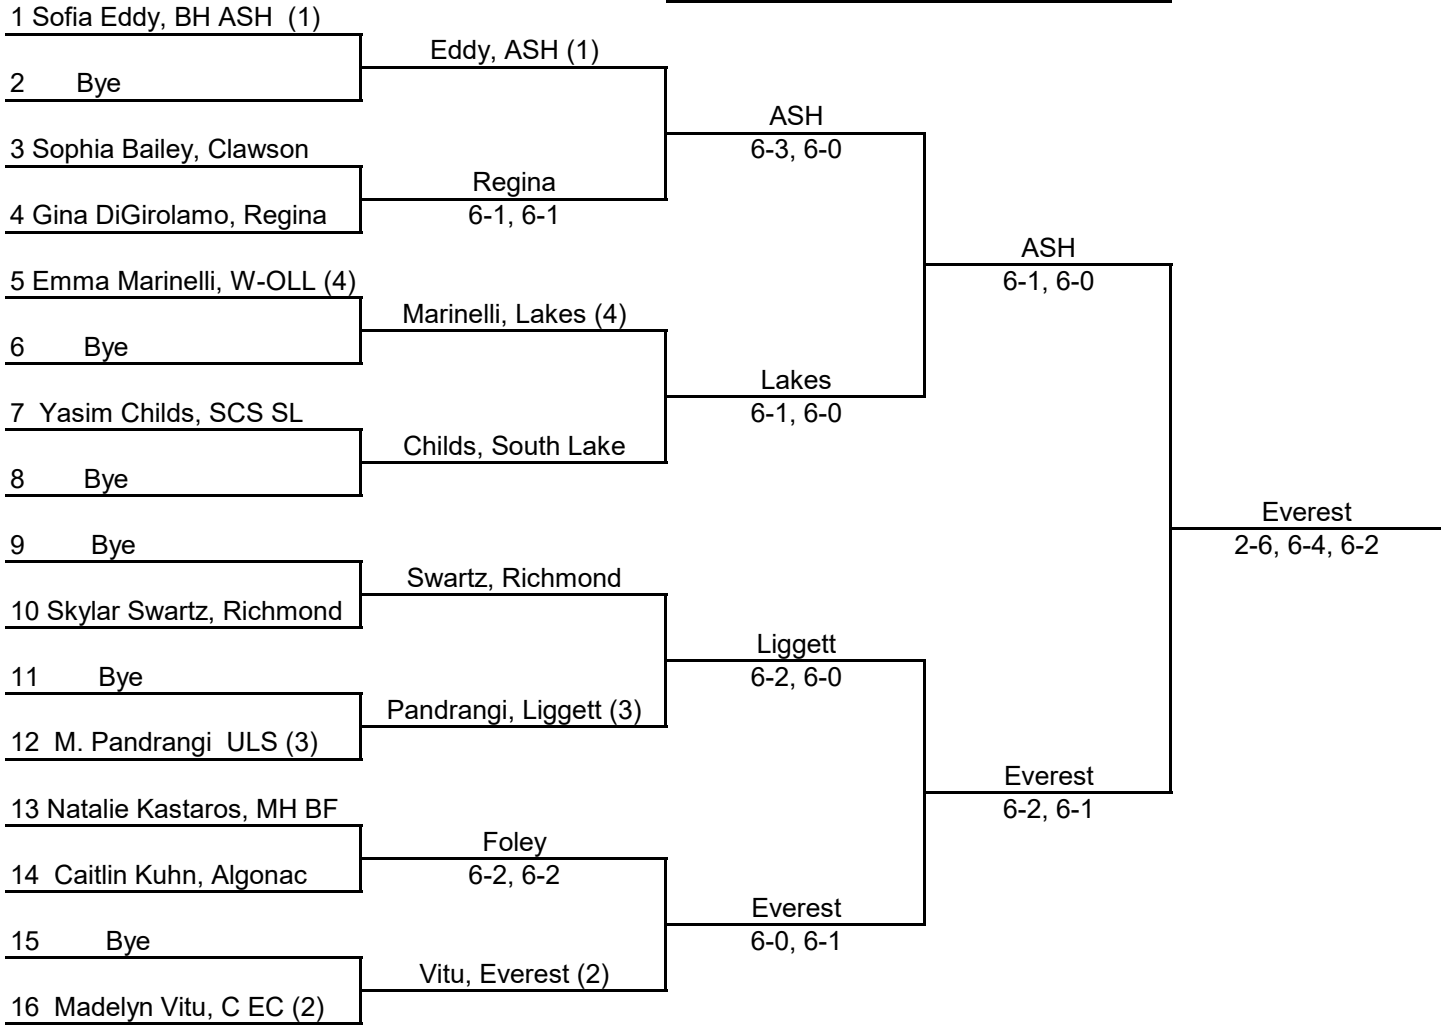 1 Sofia Eddy, BH ASH (1)
Eddy, ASH (1)
2 Bye
ASH
6-3, 6-0
3 Sophia Bailey, Clawson
Regina
6-1, 6-1
4 Gina DiGirolamo, Regina
ASH
6-1, 6-0
5 Emma Marinelli, W-OLL (4)
Marinelli, Lakes (4)
6 Bye
Lakes
6-1, 6-0
7 Yasim Childs, SCS SL
Childs, South Lake
8 Bye
Everest
2-6, 6-4, 6-2
9 Bye
Swartz, Richmond
10 Skylar Swartz, Richmond
Liggett
6-2, 6-0
11 Bye
Pandrangi, Liggett (3)
12 M. Pandrangi ULS (3)
Everest
6-2, 6-1
13 Natalie Kastaros, MH BF
Foley
6-2, 6-2
14 Caitlin Kuhn, Algonac
Everest
6-0, 6-1
15 Bye
Vitu, Everest (2)
16 Madelyn Vitu, C EC (2)